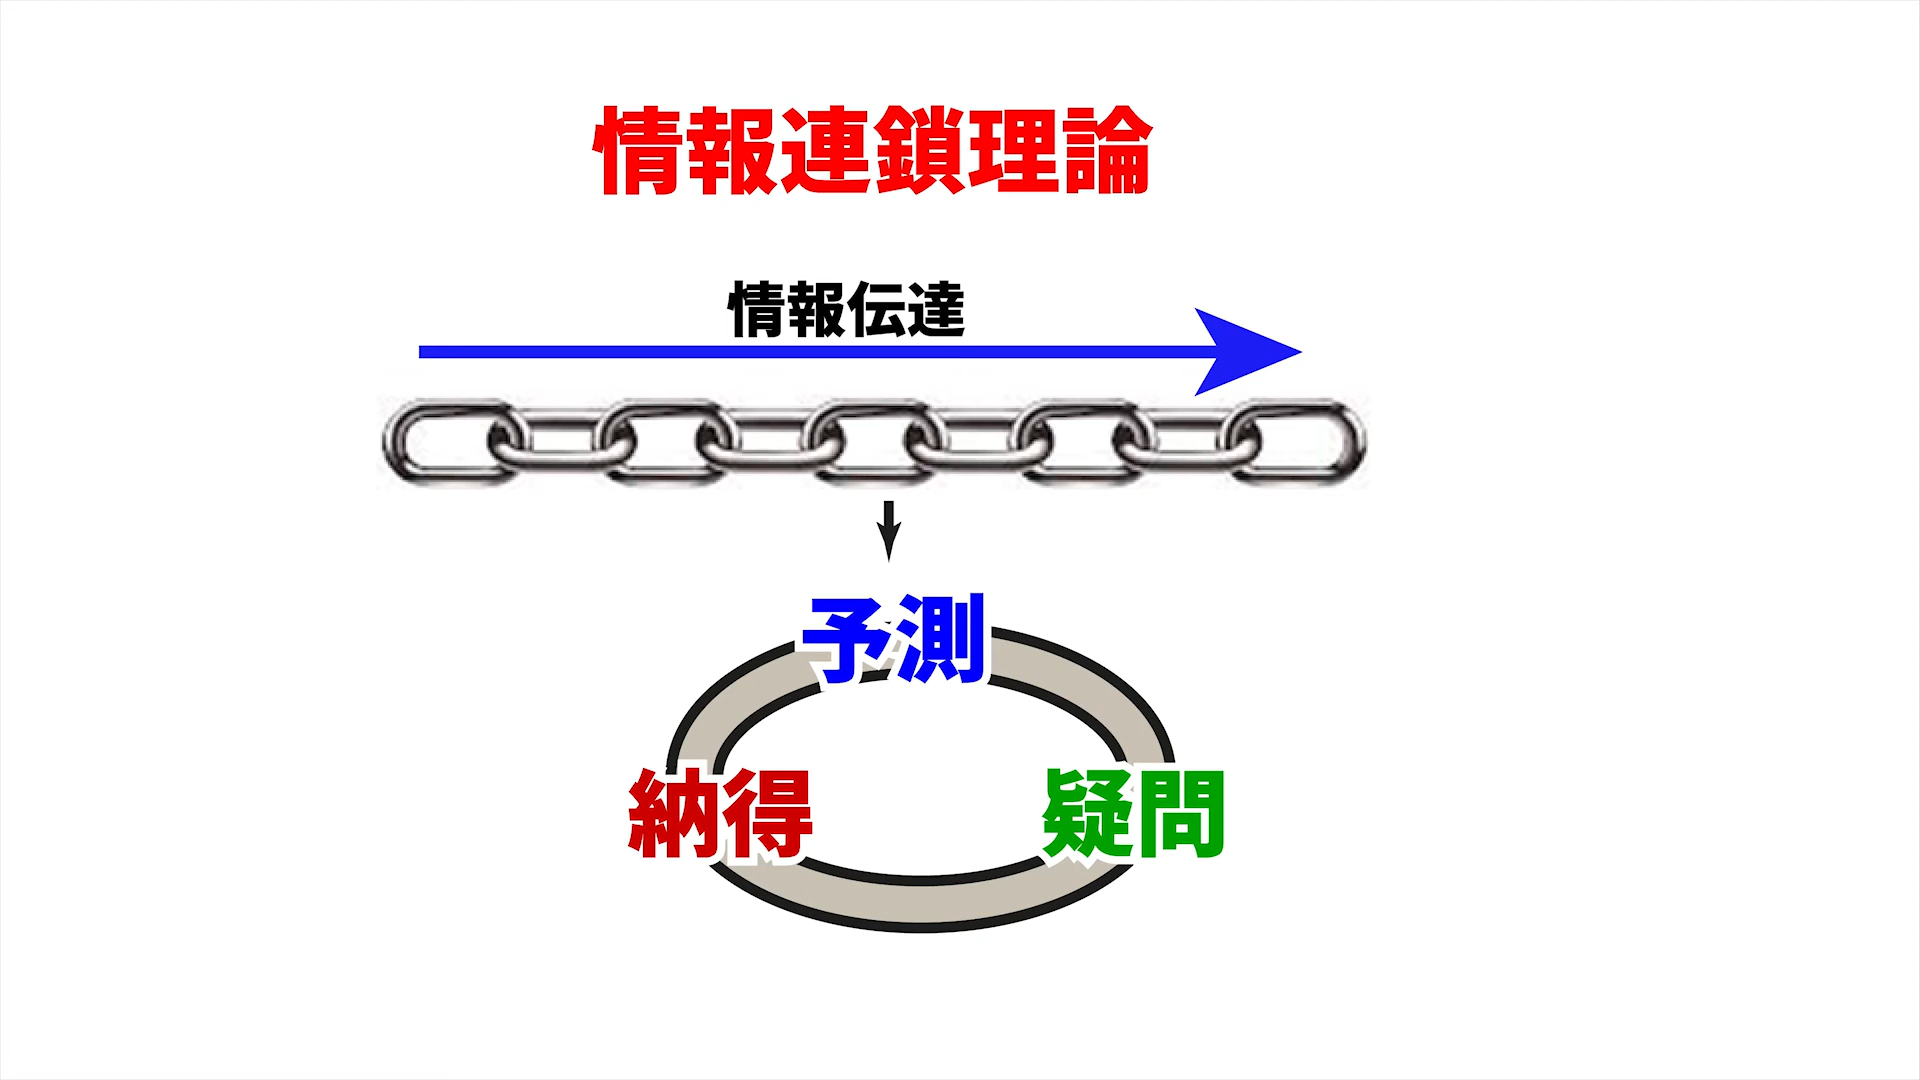 情報連鎖理論
情報伝達
予測
納得
疑問